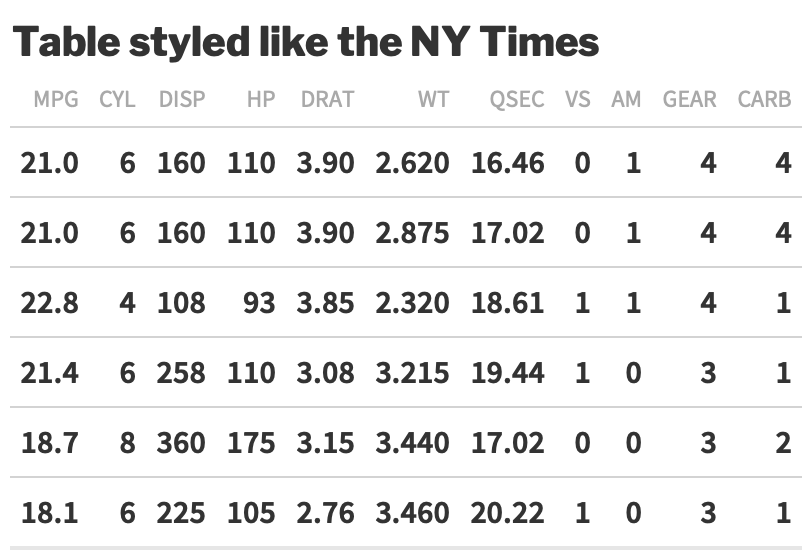 Table styled like the NY Times
MPG CYL DISP HP DRAT WT QSEC VS AM GEAR CARB
21.0 6 160 110 3.90 2.620 16.46 0 1 4 4
21.0 6 160 110 3.90 2.875 17.02 0 1 4 4
22.8 4 108 93 3.85 2.320 18.61 1 1 4 1
21.4 6 258 110 3.08 3.215 19.44 1 0 3 1
18.7 8 360 175 3.15 3.440 17.02 0 0 3 2
18.1 6 225 105 2.76 3.460 20.22 1 0 3 1